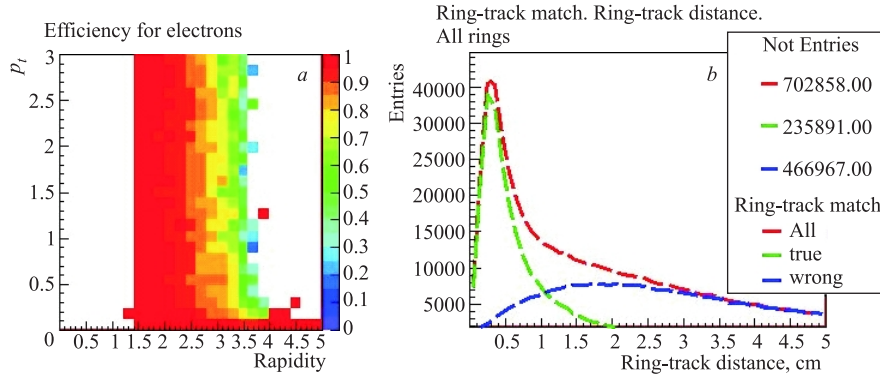 Efficiency for electrons
a
p_t
3
2.5
2
1.5
1
0.5
0
0.5 1 1.5 2 2.5 3 3.5 4 4.5 5
Rapidity
1
0.9
0.8
0.7
0.6
0.5
0.4
0.3
0.2
0.1
0
Ring-track match. Ring-track distance.
All rings
b
Entries
40000
35000
30000
25000
20000
15000
10000
5000
0.5 1 1.5 2 2.5 3 3.5 4 4.5 5
Ring-track distance, cm
Not Entries
702858.00
235891.00
466967.00
Ring-track match
All
true
wrong